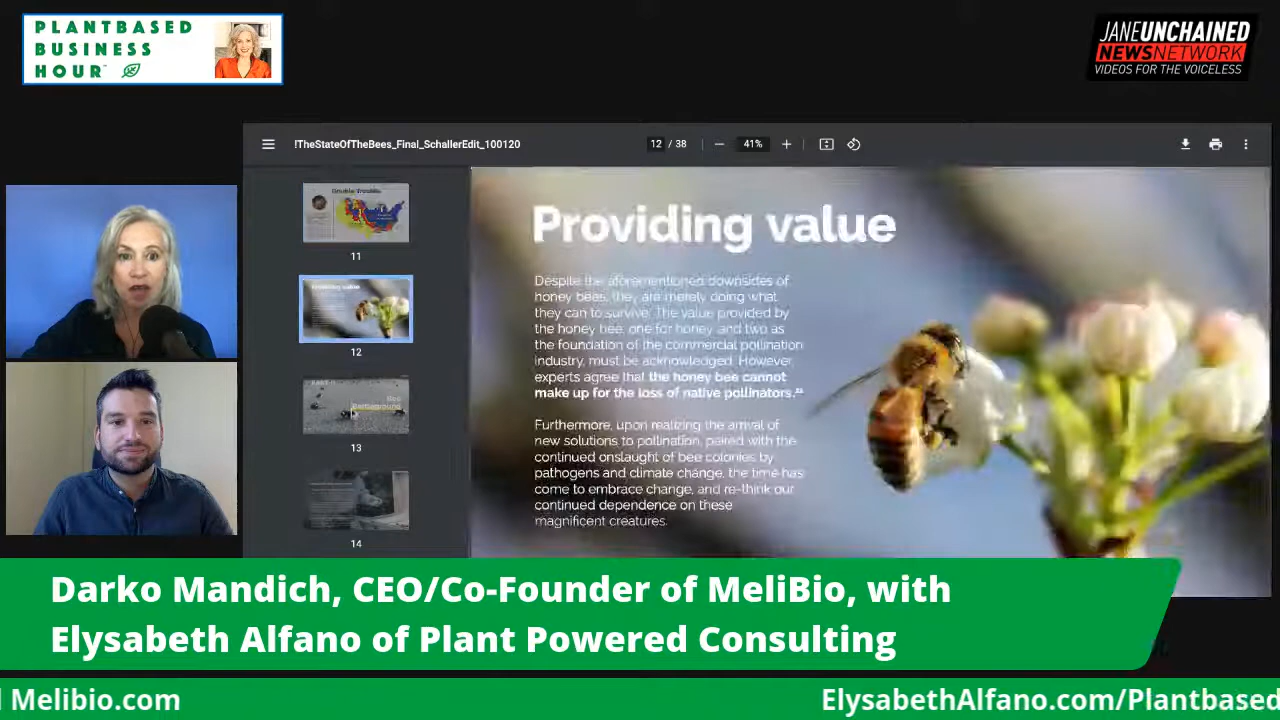 PLANTBASED
BUSINESS
HOUR
JANEUNCHAINED
NEWSNETWORK
VIDEOS FOR THE VOICELESS
!TheStateOfTheBees_Final_SchallerEdit_100120
12 / 38
41%
Double Trouble
11
12
13
14
Providing value
Despite the aforementioned downsides of
honey bees, they are merely doing what
they can to survive. The value provided by
the honey bee, one for honey and two as
the foundation of the commercial pollination
industry, must be acknowledged. However,
experts agree that the honey bee cannot
make up for the loss of native pollinators.
Furthermore, upon realizing the arrival of
new solutions to pollination, paired with the
continued onslaught of bee colonies by
pathogens and climate change, the time has
come to embrace change, and re-think our
continued dependence on these
magnificent creatures.
Darko Mandich, CEO/Co-Founder of MeliBio, with
Elysabeth Alfano of Plant Powered Consulting
Melibio.com
ElysabethAlfano.com/Plantbased